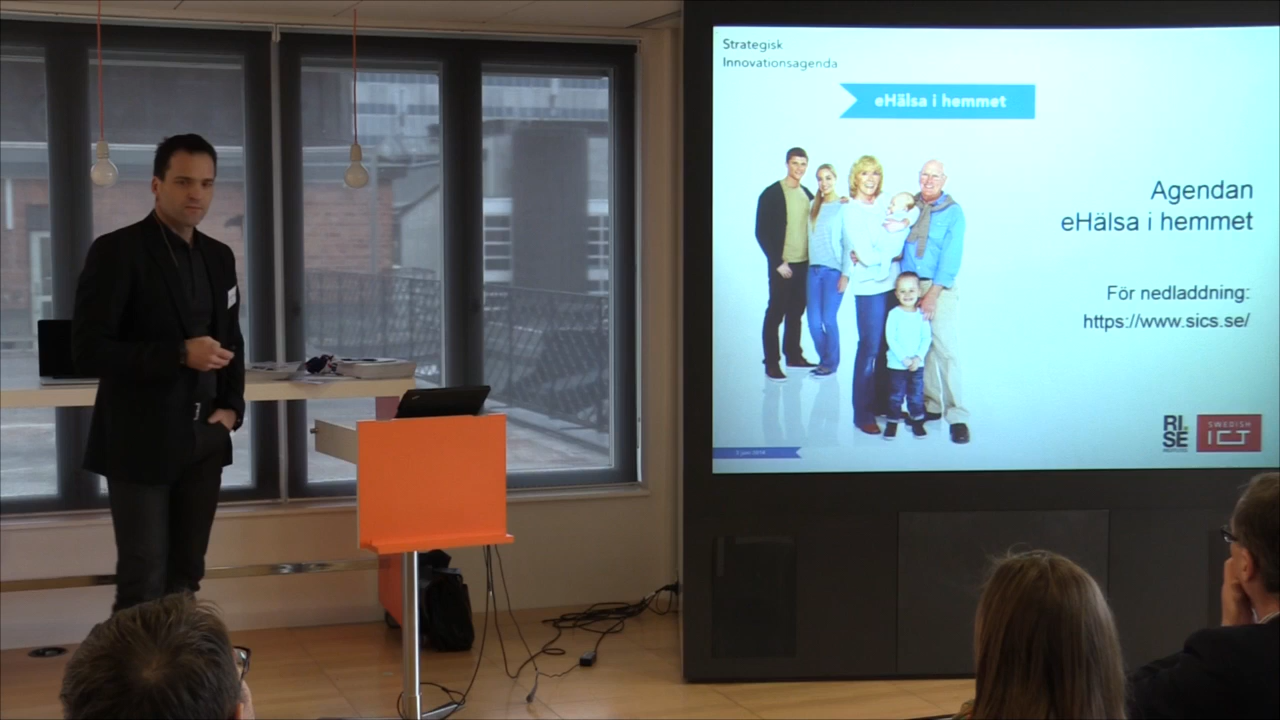 Strategisk
Innovationsagenda
eHälsa i hemmet
Agendan
eHälsa i hemmet
För nedladdning:
https://www.sics.se/
RI.
SE
SWEDISH
ICT